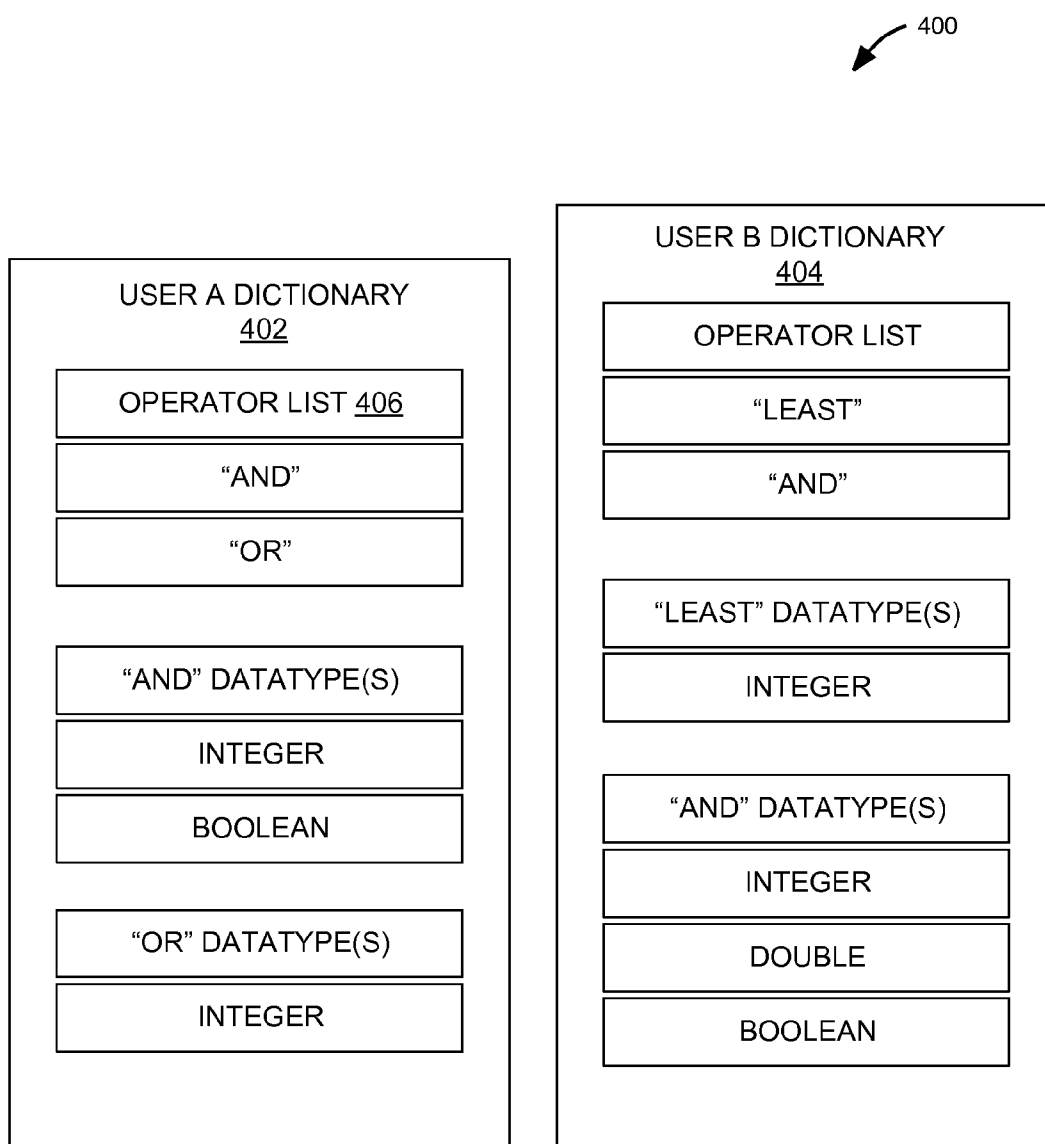 400
USER A DICTIONARY
402
OPERATOR LIST 406
“AND”
“OR”
“AND” DATATYPE(S)
INTEGER
BOOLEAN
“OR” DATATYPE(S)
INTEGER
USER B DICTIONARY
404
OPERATOR LIST
“LEAST”
“AND”
“LEAST” DATATYPE(S)
INTEGER
“AND” DATATYPE(S)
INTEGER
DOUBLE
BOOLEAN